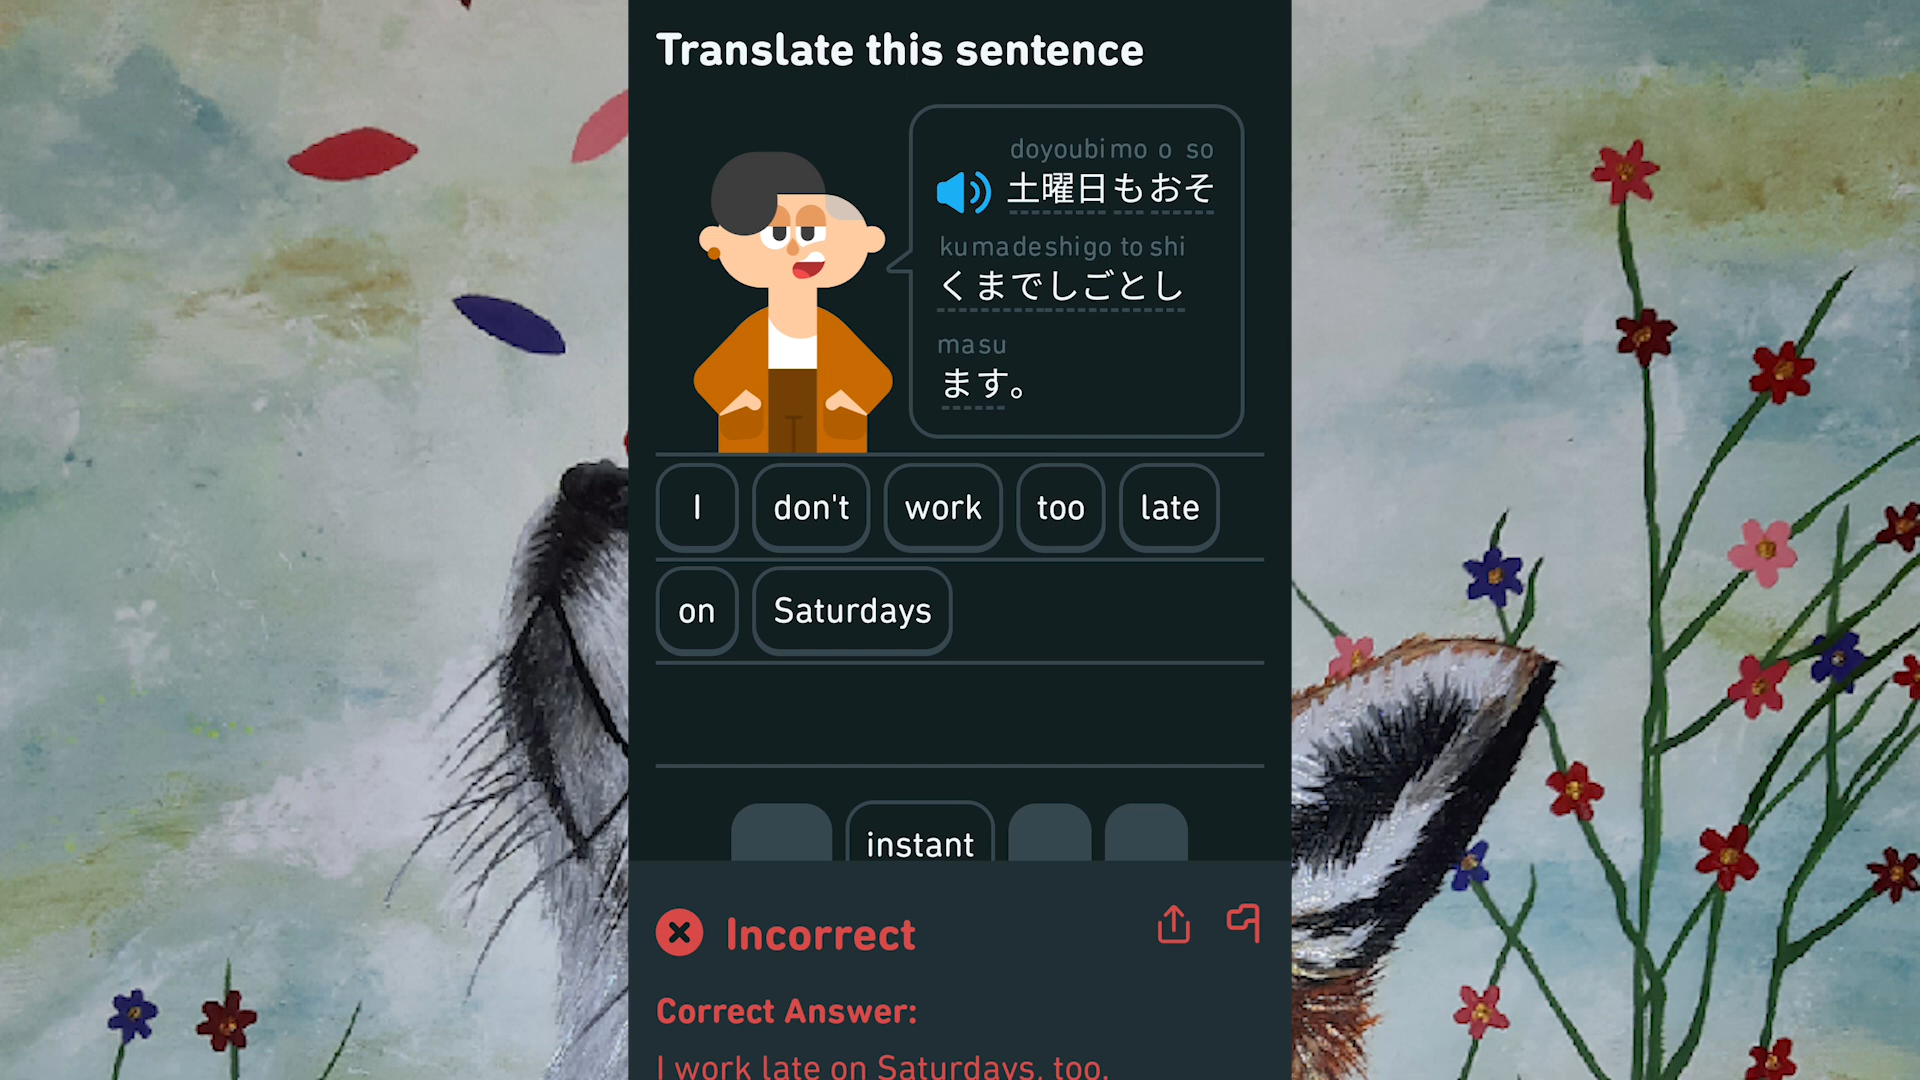 Translate this sentence
doyoubi mo o so
土曜日もおそ
ku ma de shi go to shi
くまでしごとし
ma su
ます。
I don't work too late
on Saturdays
instant
Incorrect
Correct Answer:
I work late on Saturdays, too.